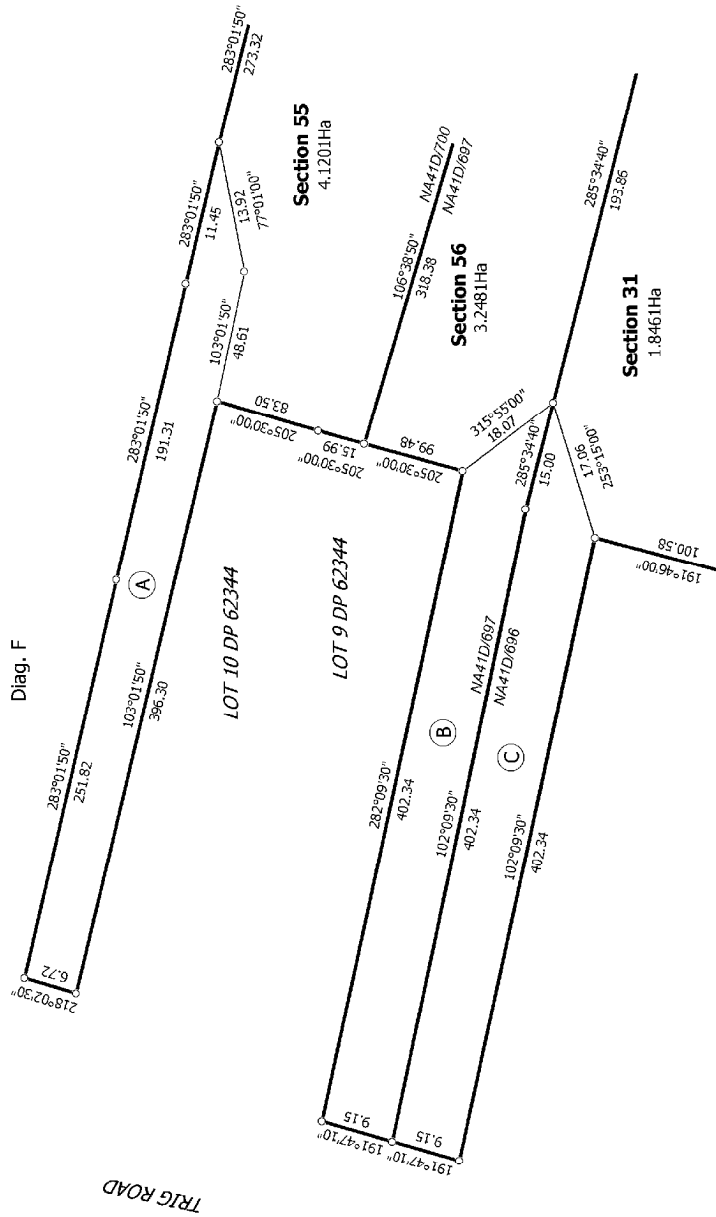 Diag. F
283°01'50"
273.32
283°01'50"
11.45
13.92
77°01'00"
Section 55
4.1201Ha
283°01'50"
191.31
103°01'50"
48.61
A
283°01'50"
251.82
103°01'50"
396.30
6.72
218°02'30"
83.50
205°30'00"
15.99
205°30'00"
99.48
205°30'00"
LOT 10 DP 62344
LOT 9 DP 62344
NA41D/700
NA41D/697
106°38'50"
318.38
Section 56
3.2481Ha
285°34'40"
193.86
Section 31
1.8461Ha
315°55'00"
18.07
285°34'40"
15.00
17.06
253°15'00"
100.58
191°46'00"
NA41D/697
NA41D/696
B
C
282°09'30"
402.34
102°09'30"
402.34
102°09'30"
402.34
9.15
191°47'10"
9.15
191°47'10"
TRIG ROAD